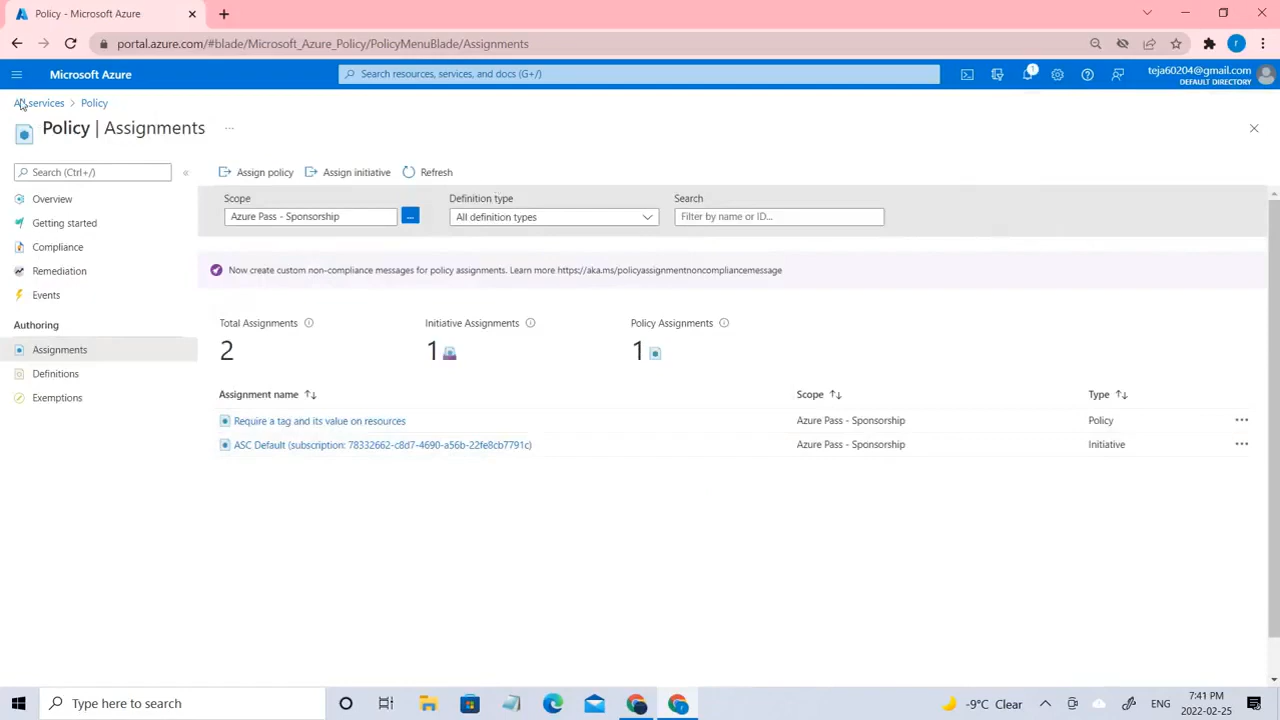 Policy - Microsoft Azure
portal.azure.com/#blade/Microsoft_Azure_Policy/PolicyMenuBlade/Assignments
Microsoft Azure
Search resources, services, and docs (G+/)
1
teja60204@gmail.com
DEFAULT DIRECTORY
All services > Policy
Policy | Assignments
...
Search (Ctrl+/)
«
Assign policy
Assign initiative
Refresh
Overview
Getting started
Compliance
Remediation
Events
Authoring
Assignments
Definitions
Exemptions
Scope
Definition type
Search
Azure Pass - Sponsorship
...
All definition types
Filter by name or ID...
Now create custom non-compliance messages for policy assignments. Learn more https://aka.ms/policyassignmentnoncompliancemessage
Total Assignments
Initiative Assignments
Policy Assignments
2
1
1
Assignment name
Scope
Type
Require a tag and its value on resources
Azure Pass - Sponsorship
Policy
...
ASC Default (subscription: 78332662-c8d7-4690-a56b-22fe8cb7791c)
Azure Pass - Sponsorship
Initiative
...
Type here to search
-9°C Clear
ENG
7:41 PM
2022-02-25